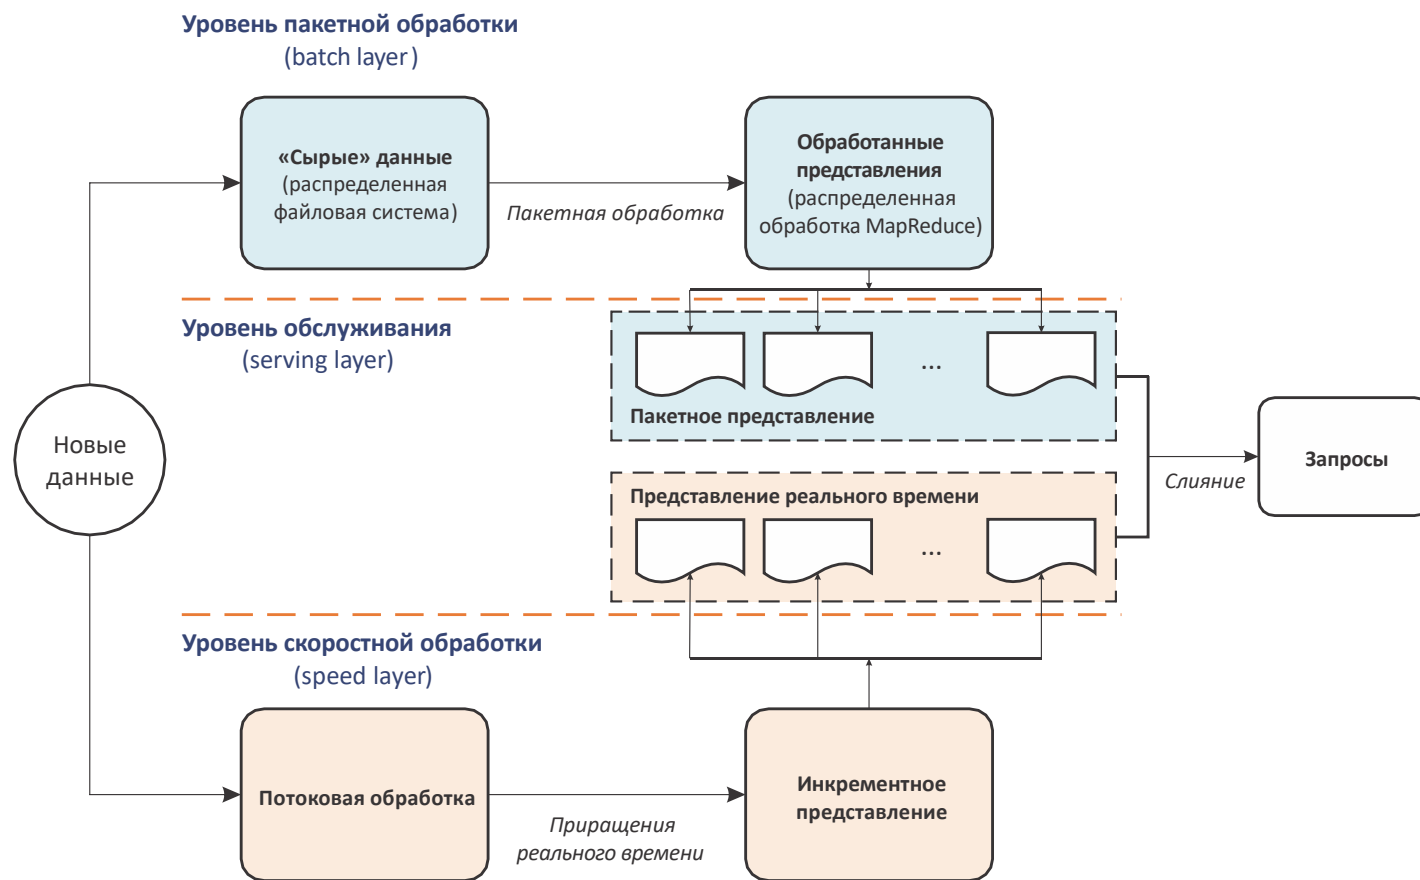 Уровень пакетной обработки
(batch layer)
«Сырые» данные
(распределенная
файловая система)
Пакетная обработка
Обработанные
представления
(распределенная
обработка MapReduce)
Уровень обслуживания
(serving layer)
...
Пакетное представление
Новые
данные
Представление реального времени
...
Слияние
Запросы
Уровень скоростной обработки
(speed layer)
Потоковая обработка
Приращения
реального времени
Инкрементное
представление